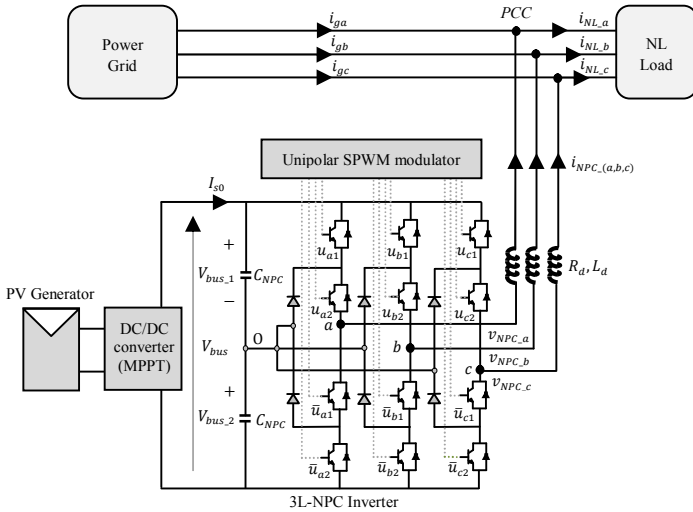 PCC
Power
Grid
i_ga
i_gb
i_gc
i_NL_a
i_NL_b
i_NL_c
NL
Load
Unipolar SPWM modulator
i_NPC_(a,b,c)
I_s0
u_a1
u_b1
u_c1
+
V_bus_1
−
C_NPC
R_d, L_d
PV Generator
DC/DC
converter
(MPPT)
u_a2
u_b2
u_c2
a
b
c
O
V_bus
v_NPC_a
v_NPC_b
v_NPC_c
+
V_bus_2
−
C_NPC
ū_a1
ū_b1
ū_c1
ū_a2
ū_b2
ū_c2
3L-NPC Inverter